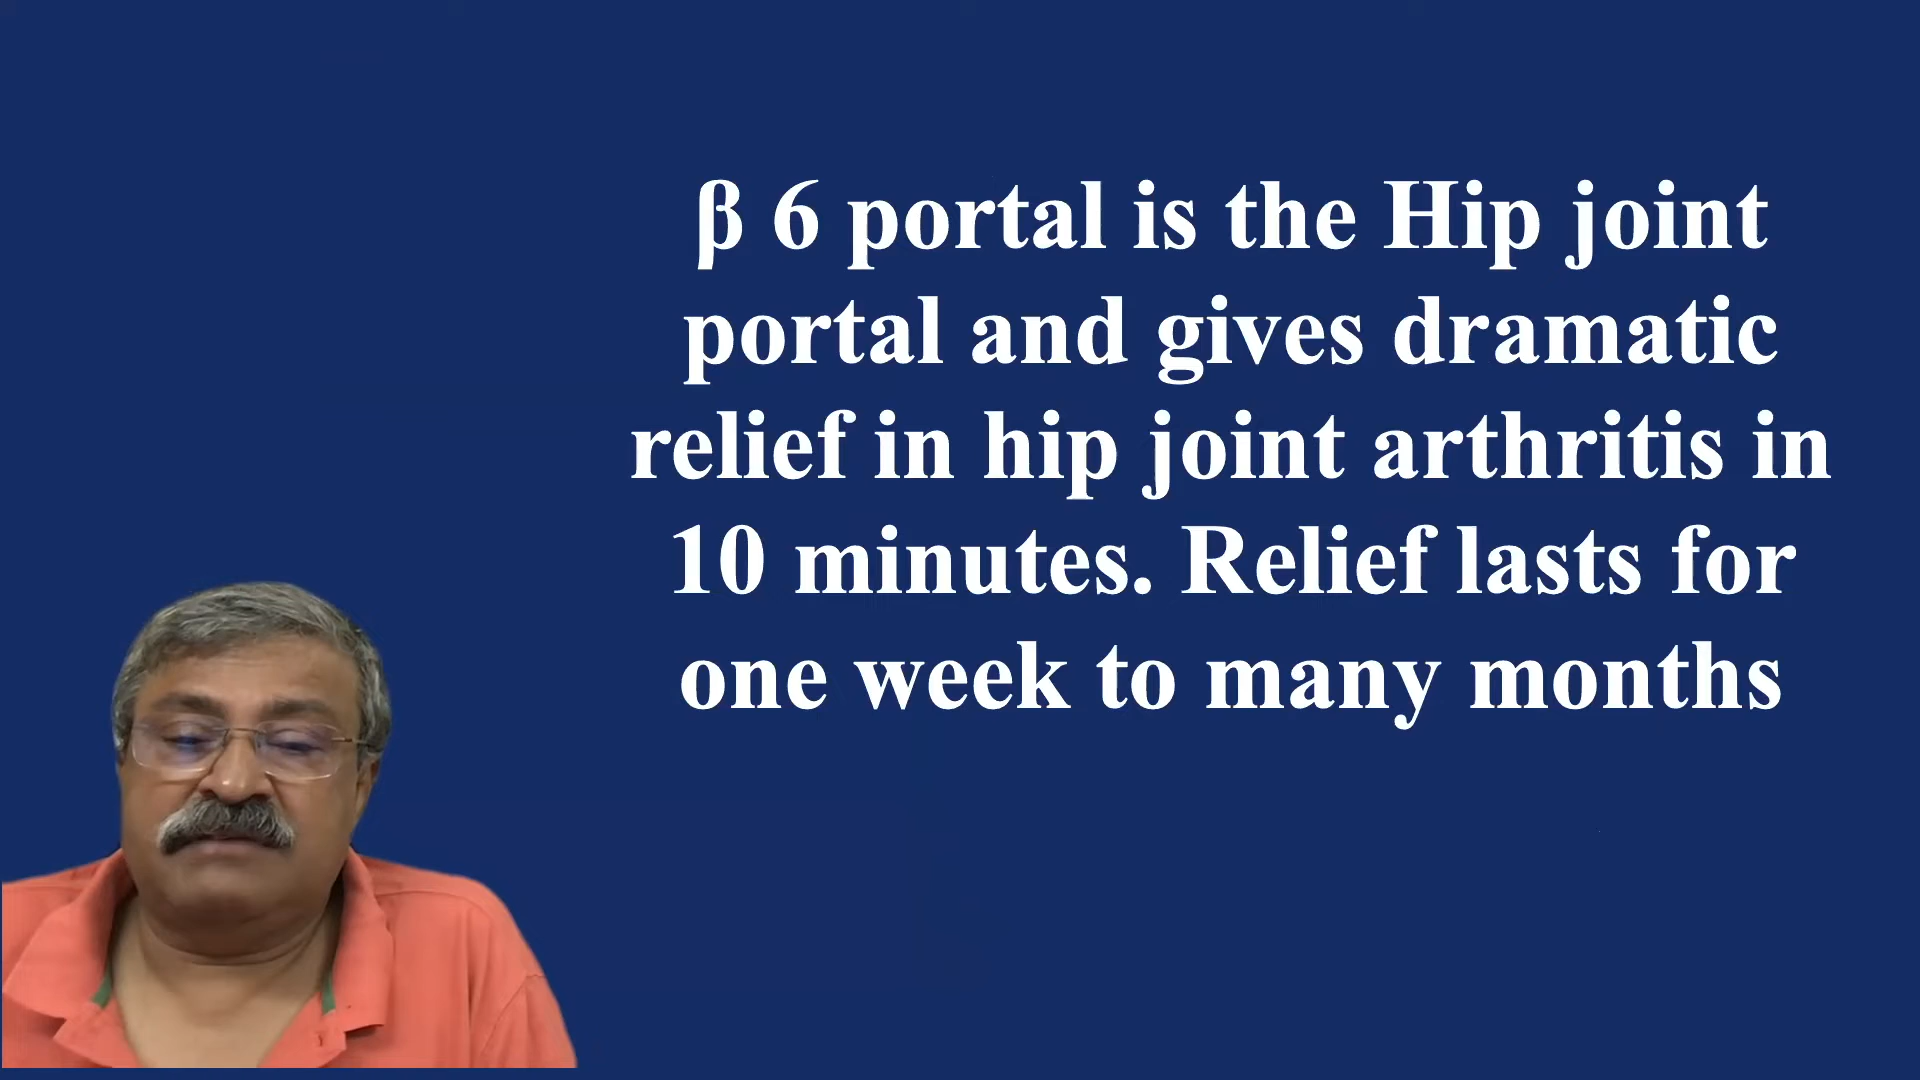 β 6 portal is the Hip joint
portal and gives dramatic
relief in hip joint arthritis in
10 minutes. Relief lasts for
one week to many months